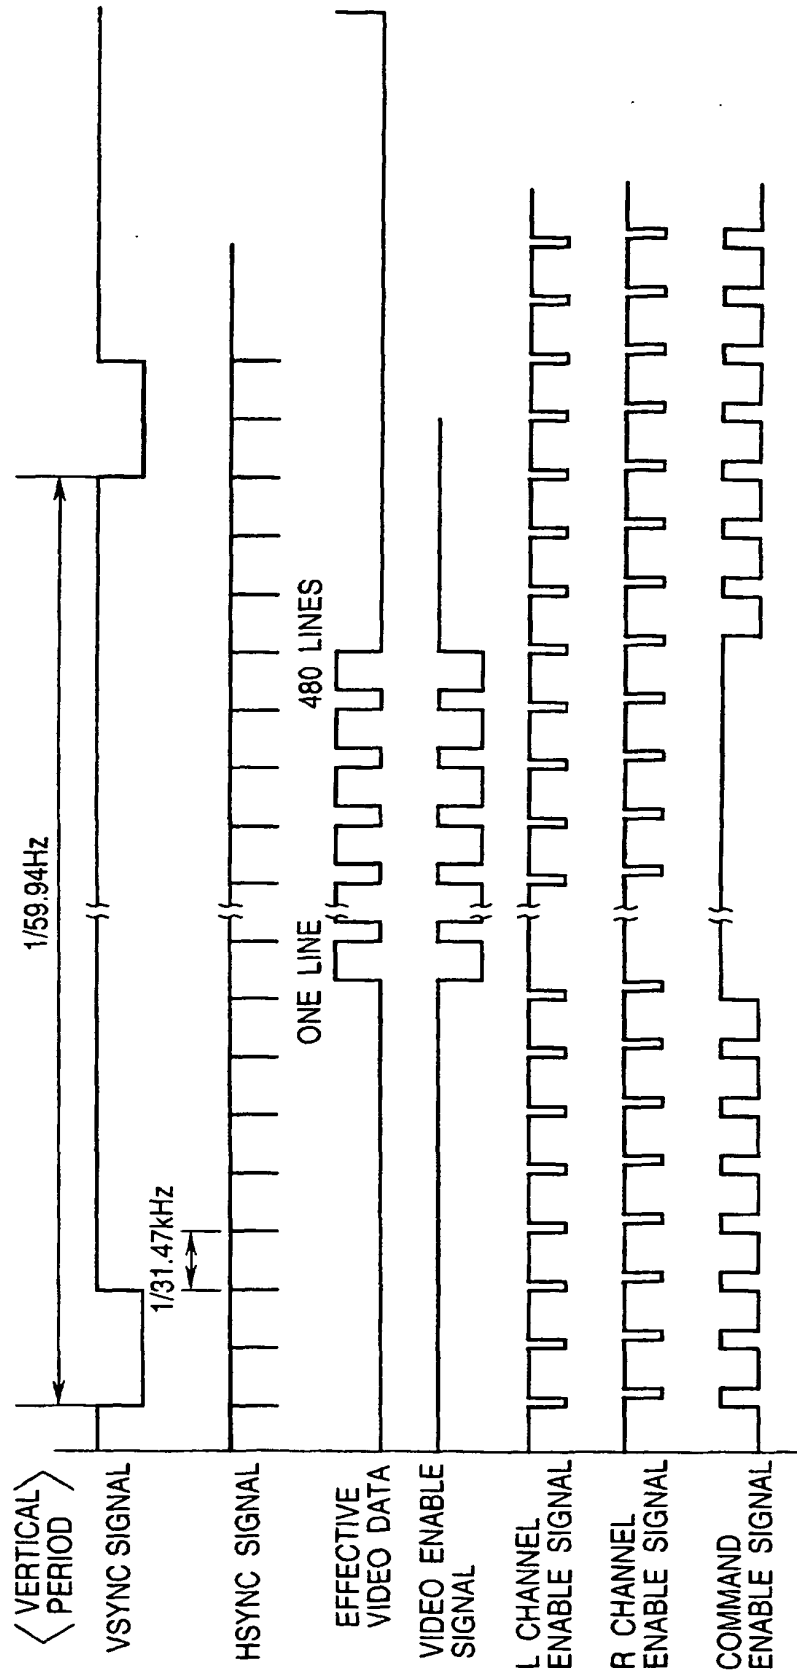 〈VERTICAL
PERIOD〉
1/59.94Hz
VSYNC SIGNAL
1/31.47kHz
HSYNC SIGNAL
ONE LINE
480 LINES
EFFECTIVE
VIDEO DATA
VIDEO ENABLE
SIGNAL
L CHANNEL
ENABLE SIGNAL
R CHANNEL
ENABLE SIGNAL
COMMAND
ENABLE SIGNAL